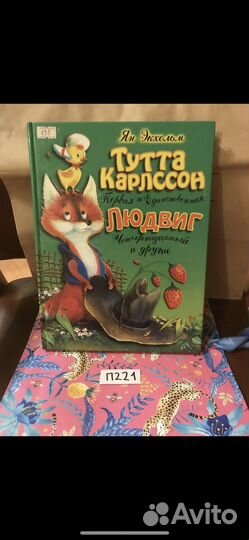 Ян Экхольм
Тутта
Карлссон
Первая и Единственная,
Людвиг
Четырнадцатый
и другие
П221
Avito